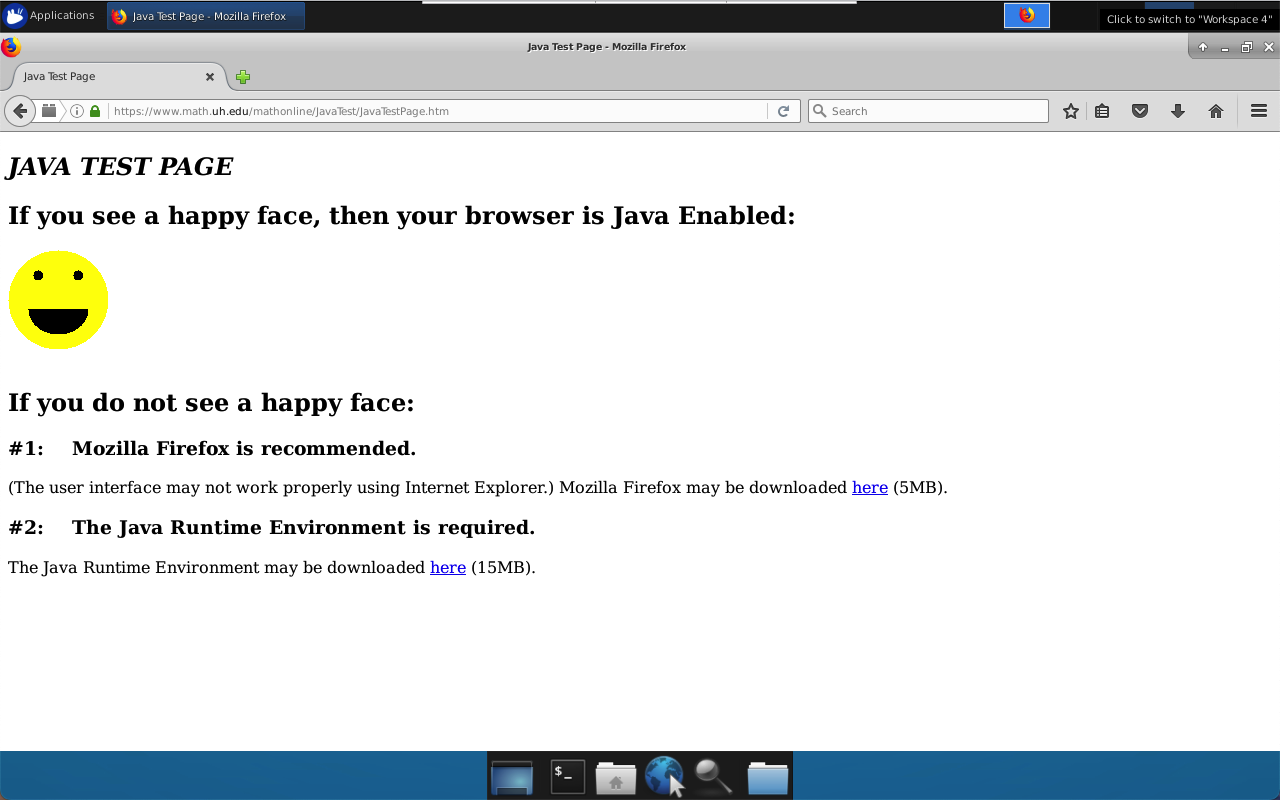 Applications
Java Test Page - Mozilla Firefox
Click to switch to "Workspace 4"
Java Test Page - Mozilla Firefox
Java Test Page
https://www.math.uh.edu/mathonline/JavaTest/JavaTestPage.htm
Search
JAVA TEST PAGE
If you see a happy face, then your browser is Java Enabled:
If you do not see a happy face:
#1: Mozilla Firefox is recommended.
(The user interface may not work properly using Internet Explorer.) Mozilla Firefox may be downloaded here (5MB).
#2: The Java Runtime Environment is required.
The Java Runtime Environment may be downloaded here (15MB).
$_